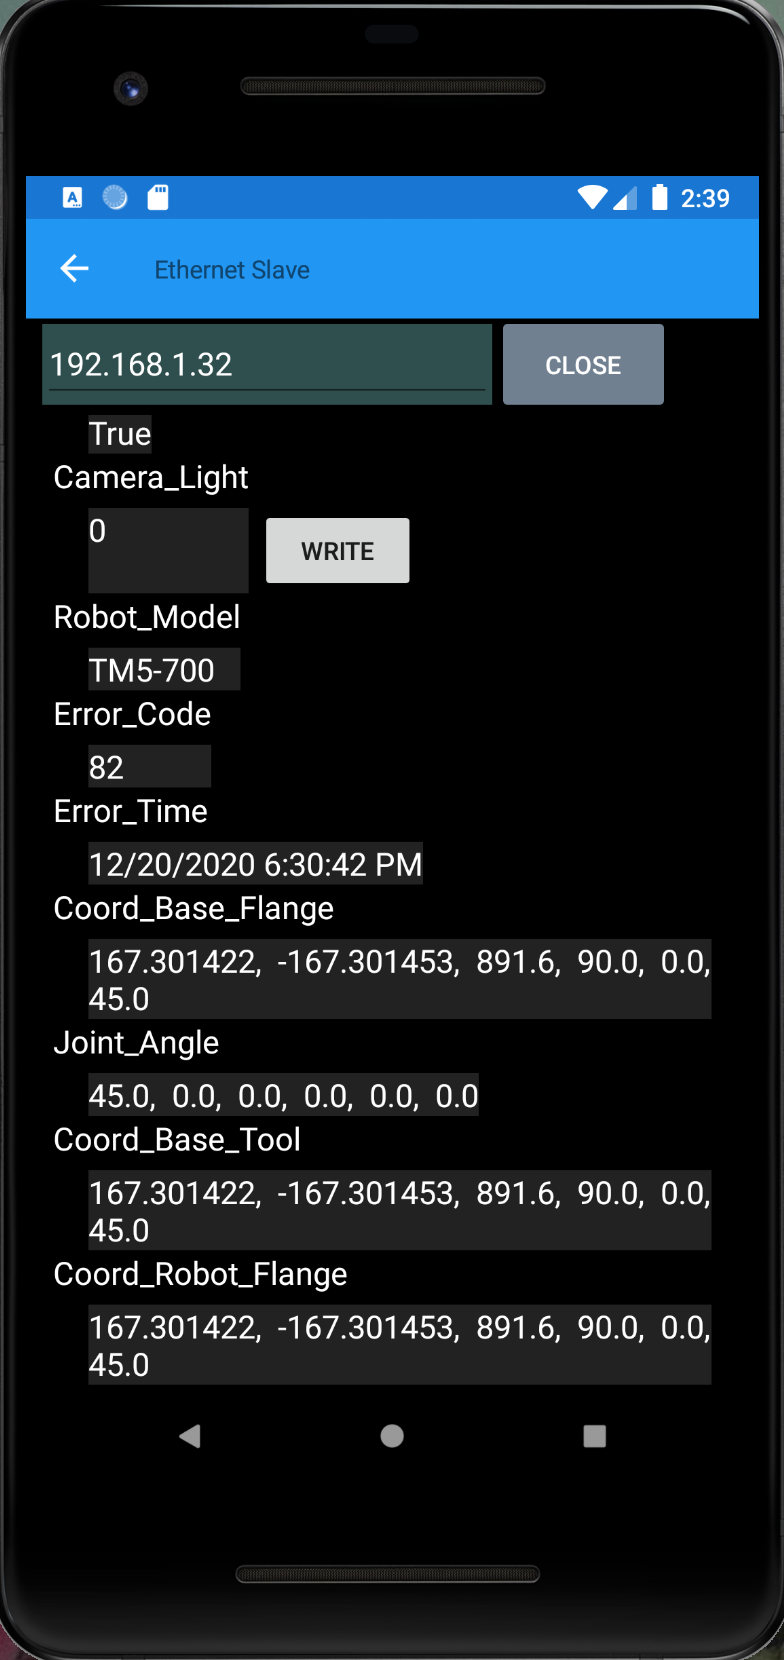 2:39
Ethernet Slave
192.168.1.32
CLOSE
True
Camera_Light
0
WRITE
Robot_Model
TM5-700
Error_Code
82
Error_Time
12/20/2020 6:30:42 PM
Coord_Base_Flange
167.301422, -167.301453, 891.6, 90.0, 0.0,
45.0
Joint_Angle
45.0, 0.0, 0.0, 0.0, 0.0, 0.0
Coord_Base_Tool
167.301422, -167.301453, 891.6, 90.0, 0.0,
45.0
Coord_Robot_Flange
167.301422, -167.301453, 891.6, 90.0, 0.0,
45.0